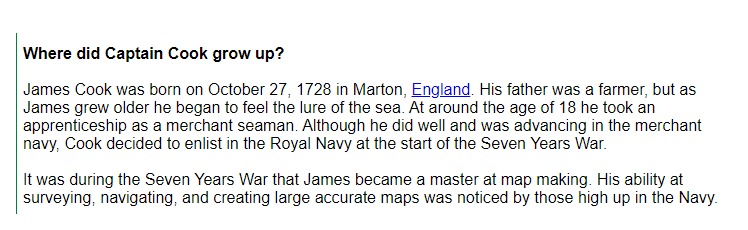 Where did Captain Cook grow up?
James Cook was born on October 27, 1728 in Marton, England. His father was a farmer, but as
James grew older he began to feel the lure of the sea. At around the age of 18 he took an
apprenticeship as a merchant seaman. Although he did well and was advancing in the merchant
navy, Cook decided to enlist in the Royal Navy at the start of the Seven Years War.
It was during the Seven Years War that James became a master at map making. His ability at
surveying, navigating, and creating large accurate maps was noticed by those high up in the Navy.